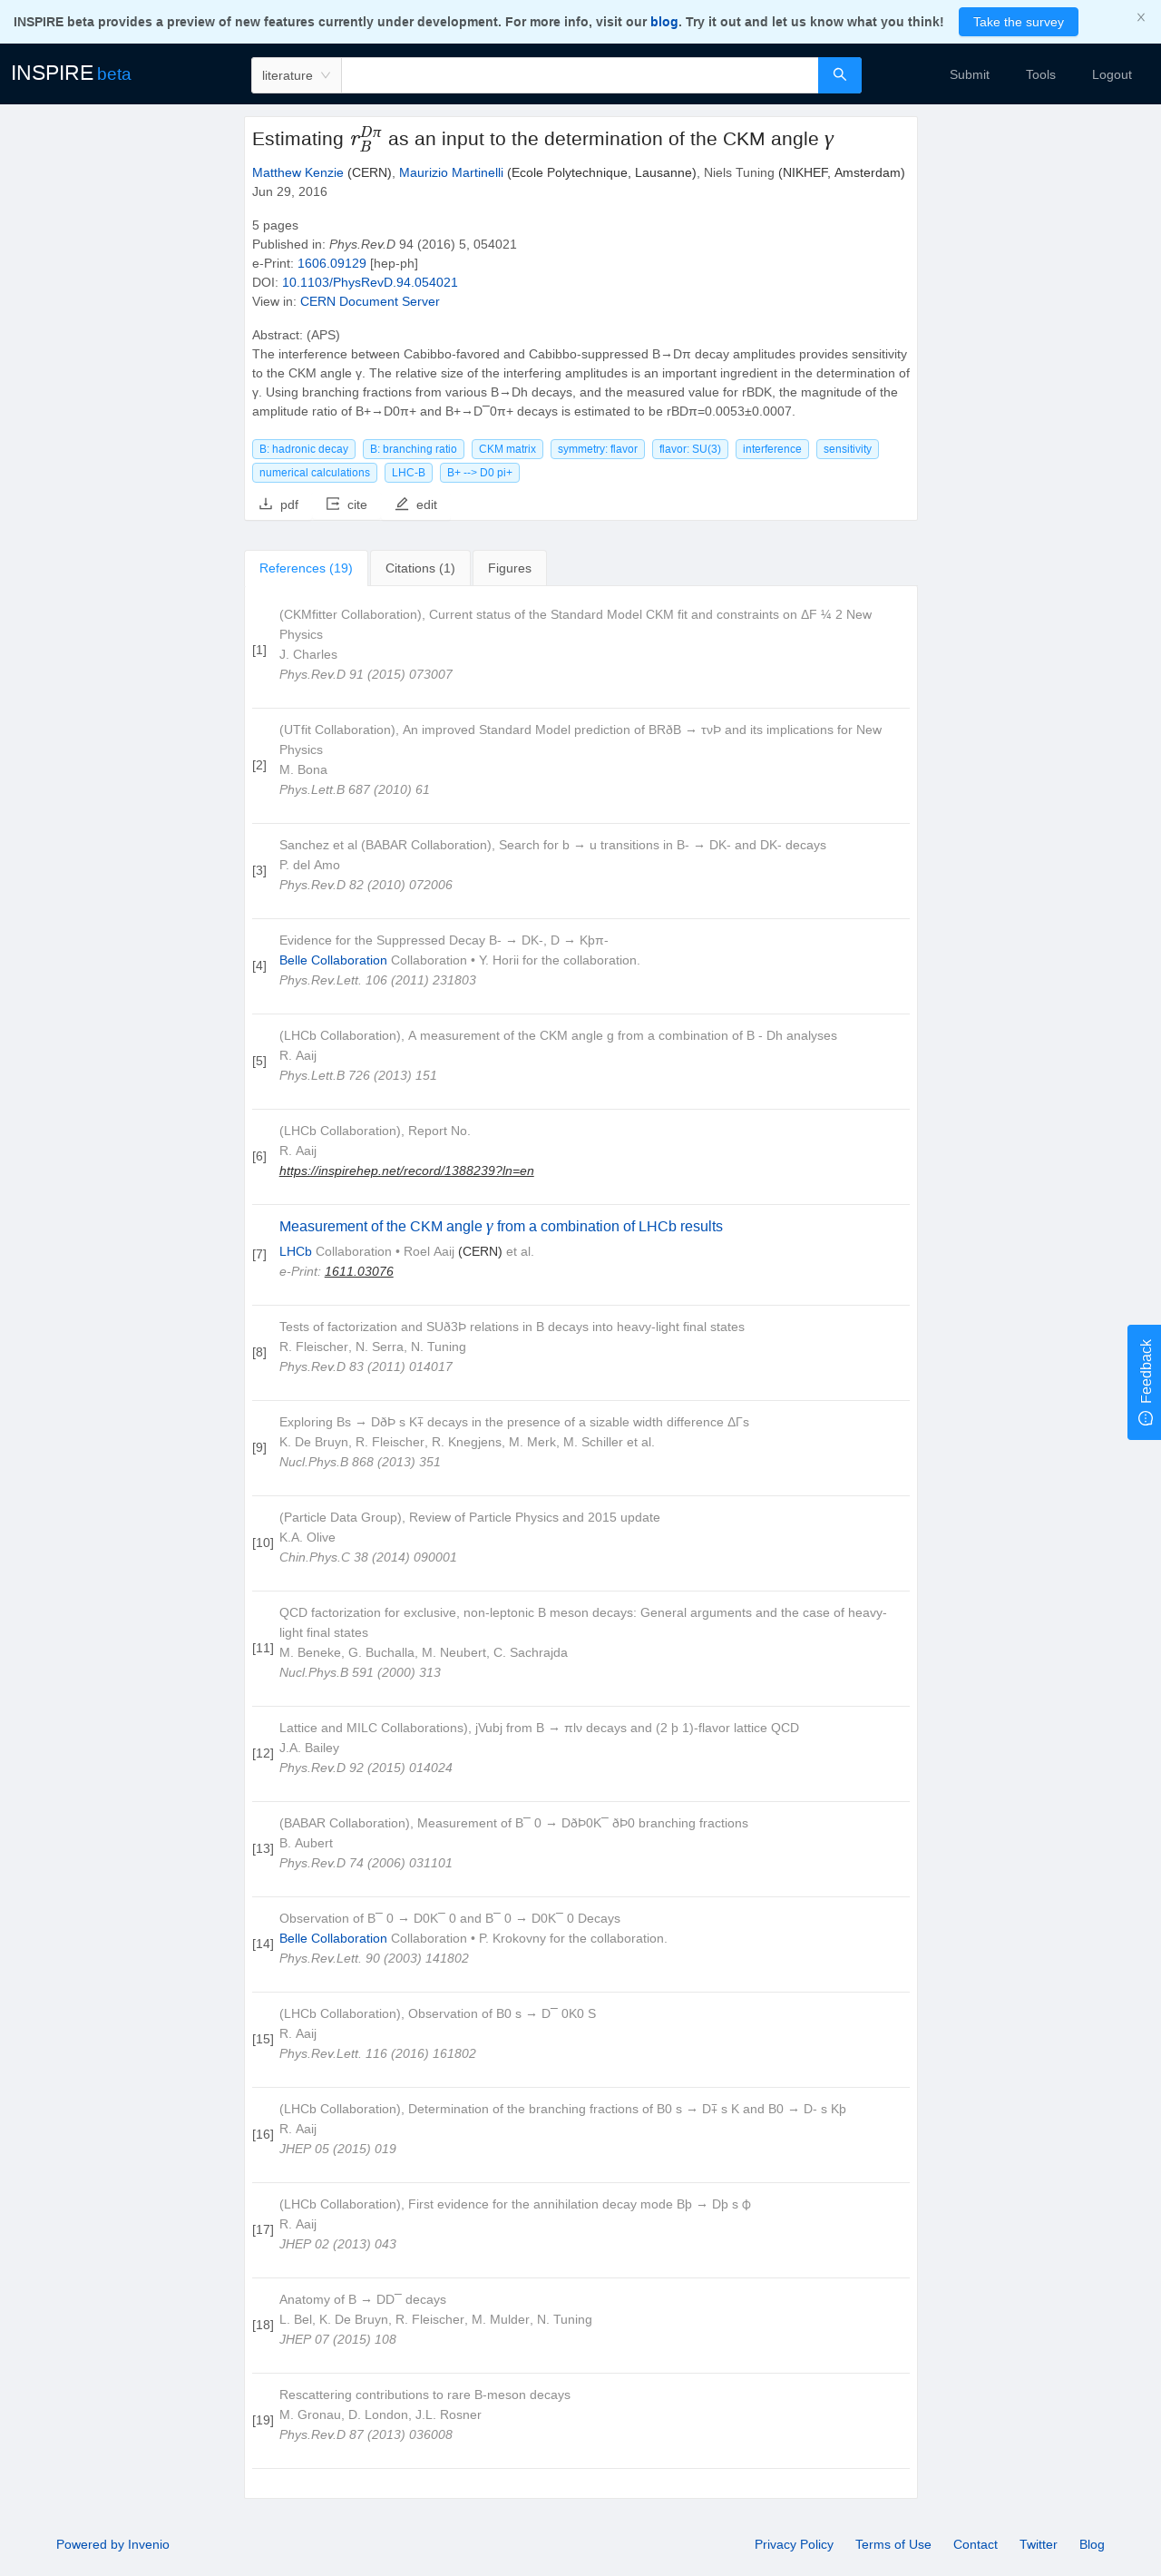 INSPIRE beta provides a preview of new features currently under development. For more info, visit our blog. Try it out and let us know what you think! Take the survey
INSPIRE beta literature Submit Tools Logout
Estimating r_B^{Dπ} as an input to the determination of the CKM angle γ
Matthew Kenzie (CERN), Maurizio Martinelli (Ecole Polytechnique, Lausanne), Niels Tuning (NIKHEF, Amsterdam)
Jun 29, 2016
5 pages
Published in: Phys.Rev.D 94 (2016) 5, 054021
e-Print: 1606.09129 [hep-ph]
DOI: 10.1103/PhysRevD.94.054021
View in: CERN Document Server
Abstract: (APS)
The interference between Cabibbo-favored and Cabibbo-suppressed B→Dπ decay amplitudes provides sensitivity
to the CKM angle γ. The relative size of the interfering amplitudes is an important ingredient in the determination of
γ. Using branching fractions from various B→Dh decays, and the measured value for rBDK, the magnitude of the
amplitude ratio of B+→D0π+ and B+→D¯0π+ decays is estimated to be rBDπ=0.0053±0.0007.
B: hadronic decay B: branching ratio CKM matrix symmetry: flavor flavor: SU(3) interference sensitivity
numerical calculations LHC-B B+ --> D0 pi+
pdf cite edit
References (19) Citations (1) Figures
[1] (CKMfitter Collaboration), Current status of the Standard Model CKM fit and constraints on ΔF ¼ 2 New
Physics
J. Charles
Phys.Rev.D 91 (2015) 073007
[2] (UTfit Collaboration), An improved Standard Model prediction of BRðB → τνÞ and its implications for New
Physics
M. Bona
Phys.Lett.B 687 (2010) 61
[3] Sanchez et al (BABAR Collaboration), Search for b → u transitions in B- → DK- and DK- decays
P. del Amo
Phys.Rev.D 82 (2010) 072006
[4] Evidence for the Suppressed Decay B- → DK-, D → Kþπ-
Belle Collaboration Collaboration • Y. Horii for the collaboration.
Phys.Rev.Lett. 106 (2011) 231803
[5] (LHCb Collaboration), A measurement of the CKM angle g from a combination of B - Dh analyses
R. Aaij
Phys.Lett.B 726 (2013) 151
[6] (LHCb Collaboration), Report No.
R. Aaij
https://inspirehep.net/record/1388239?ln=en
[7] Measurement of the CKM angle γ from a combination of LHCb results
LHCb Collaboration • Roel Aaij (CERN) et al.
e-Print: 1611.03076
[8] Tests of factorization and SUð3Þ relations in B decays into heavy-light final states
R. Fleischer, N. Serra, N. Tuning
Phys.Rev.D 83 (2011) 014017
[9] Exploring Bs → DðÞ s K∓ decays in the presence of a sizable width difference ΔΓs
K. De Bruyn, R. Fleischer, R. Knegjens, M. Merk, M. Schiller et al.
Nucl.Phys.B 868 (2013) 351
[10] (Particle Data Group), Review of Particle Physics and 2015 update
K.A. Olive
Chin.Phys.C 38 (2014) 090001
[11] QCD factorization for exclusive, non-leptonic B meson decays: General arguments and the case of heavy-
light final states
M. Beneke, G. Buchalla, M. Neubert, C. Sachrajda
Nucl.Phys.B 591 (2000) 313
[12] Lattice and MILC Collaborations), jVubj from B → πlν decays and (2 þ 1)-flavor lattice QCD
J.A. Bailey
Phys.Rev.D 92 (2015) 014024
[13] (BABAR Collaboration), Measurement of B¯ 0 → DðÞ0K¯ ðÞ0 branching fractions
B. Aubert
Phys.Rev.D 74 (2006) 031101
[14] Observation of B¯ 0 → D0K¯ 0 and B¯ 0 → D0K¯ 0 Decays
Belle Collaboration Collaboration • P. Krokovny for the collaboration.
Phys.Rev.Lett. 90 (2003) 141802
[15] (LHCb Collaboration), Observation of B0 s → D¯ 0K0 S
R. Aaij
Phys.Rev.Lett. 116 (2016) 161802
[16] (LHCb Collaboration), Determination of the branching fractions of B0 s → D∓ s K and B0 → D- s Kþ
R. Aaij
JHEP 05 (2015) 019
[17] (LHCb Collaboration), First evidence for the annihilation decay mode Bþ → Dþ s ϕ
R. Aaij
JHEP 02 (2013) 043
[18] Anatomy of B → DD¯ decays
L. Bel, K. De Bruyn, R. Fleischer, M. Mulder, N. Tuning
JHEP 07 (2015) 108
[19] Rescattering contributions to rare B-meson decays
M. Gronau, D. London, J.L. Rosner
Phys.Rev.D 87 (2013) 036008
Feedback
Powered by Invenio Privacy Policy Terms of Use Contact Twitter Blog